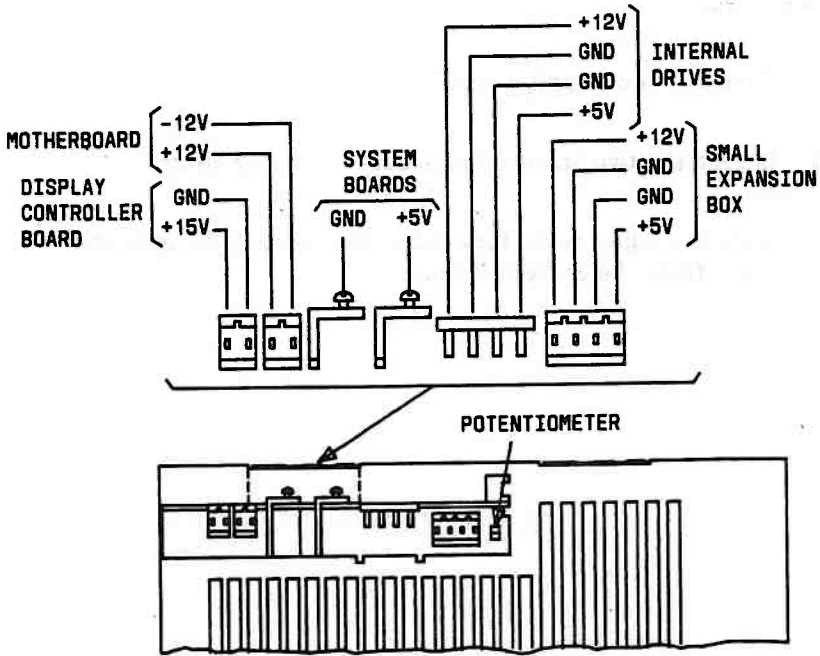 +12V
GND
GND
+5V
INTERNAL
DRIVES
-12V
+12V
MOTHERBOARD
GND
+15V
DISPLAY
CONTROLLER
BOARD
SYSTEM
BOARDS
GND +5V
+12V
GND
GND
+5V
SMALL
EXPANSION
BOX
POTENTIOMETER